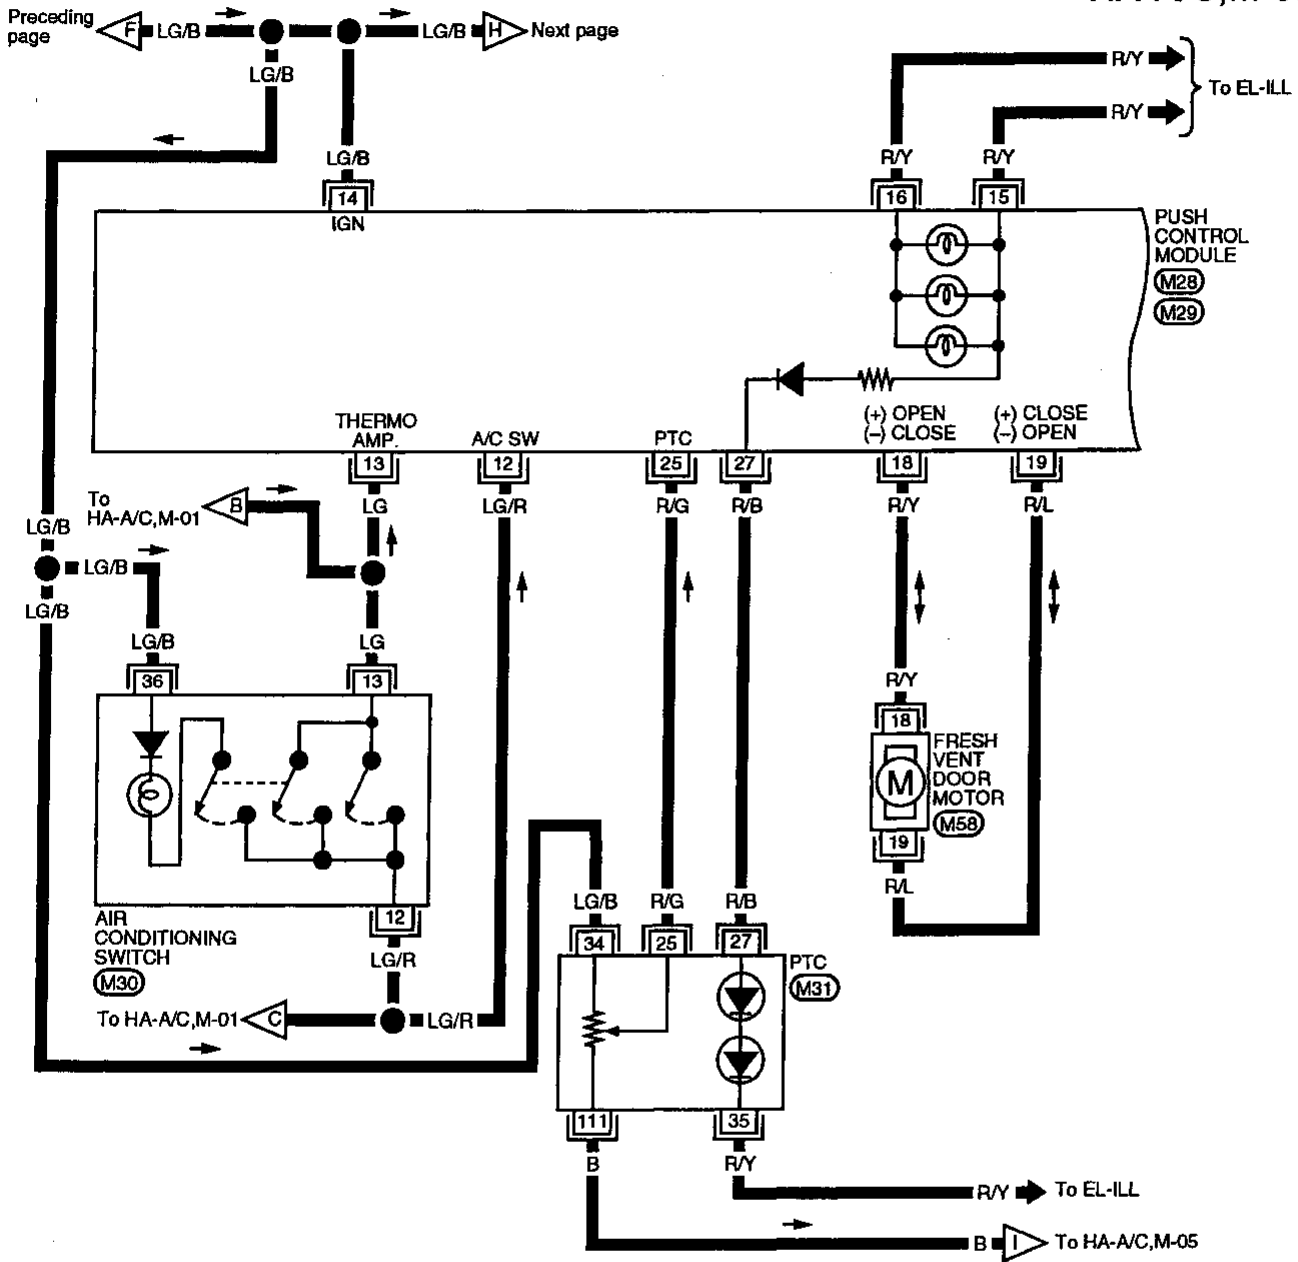 Preceding
page
F
LG/B
LG/B
H
Next page
LG/B
R/Y
To EL-ILL
R/Y
LG/B
R/Y
R/Y
14
16
15
IGN
PUSH
CONTROL
MODULE
M28
M29
THERMO
AMP.
A/C SW
PTC
(+) OPEN
(–) CLOSE
(+) CLOSE
(–) OPEN
13
12
25
27
18
19
To
HA-A/C,M-01
B
LG
LG/R
R/G
R/B
R/Y
R/L
LG/B
LG/B
LG/B
LG/B
LG
R/Y
36
13
18
FRESH
VENT
DOOR
MOTOR
M58
M
19
R/L
LG/B
R/G
R/B
34
25
27
AIR
CONDITIONING
SWITCH
M30
12
LG/R
PTC
M31
To HA-A/C,M-01
C
LG/R
111
35
B
R/Y
R/Y
To EL-ILL
B
I
To HA-A/C,M-05